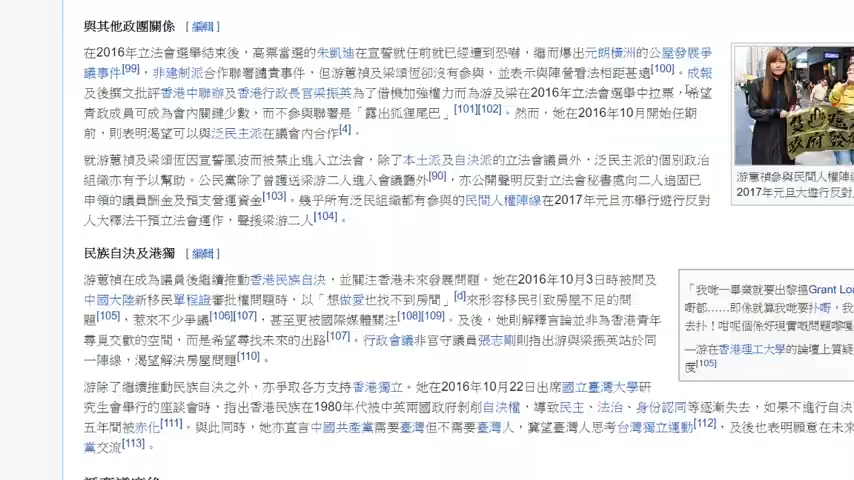 與其他政團關係 [編輯]
在2016年立法會選舉結束後，高票當選的朱凱迪在宣誓就任前就已經遭到恐嚇，繼而爆出元朗橫洲的公屋發展爭
議事件[99]，非建制派合作聯署譴責事件，但游蕙禎及梁頌恆卻沒有參與，並表示與陣營看法相距甚遠[100]。成報
及後撰文批評香港中聯辦及香港行政長官梁振英為了借機加強權力而為游及梁在2016年立法會選舉中拉票，希望
青政成員可成為會內關鍵少數，而不參與聯署是「露出狐狸尾巴」[101][102]。然而，她在2016年10月開始任期
前，則表明渴望可以與泛民主派在議會內合作[4]。
就游蕙禎及梁頌恆因宣誓風波而被禁止進入立法會，除了本土派及自決派的立法會議員外，泛民主派的個別政治
組織亦有予以幫助。公民黨除了曾護送梁游二人進入會議廳外[90]，亦公開聲明反對立法會秘書處向二人追回已
申領的議員酬金及預支營運資金[103]。幾乎所有泛民組織都有參與的民間人權陣線在2017年元旦亦舉行遊行反對
人大釋法干預立法會運作，聲援梁游二人[104]。
游蕙禎參與民間人權陣線
2017年元旦大遊行反對
民族自決及港獨 [編輯]
游蕙禎在成為議員後繼續推動香港民族自決，並關注香港未來發展問題。她在2016年10月3日時被問及
中國大陸新移民單程證審批權問題時，以「想做愛也找不到房間」[d]來形容移民引致房屋不足的問
題[105]，惹來不少爭議[106][107]，甚至更被國際媒體關注[108][109]。及後，她則解釋言論並非為香港青年
尋覓交歡的空間，而是希望尋找未來的出路[107]。行政會議非官守議員張志剛則指出游與梁振英站於同
一陣線，渴望解決房屋問題[110]。
「我哋一畢業就要出黎搵Grant Loa
嘢都……即係就算我哋要扑嘢，我
去扑！咁呢個係好現實嘅問題嚟
—游在香港理工大學的論壇上質疑
度[105]
游除了繼續推動民族自決之外，亦爭取各方支持香港獨立。她在2016年10月22日出席國立臺灣大學研
究生會舉行的座談會時，指出香港民族在1980年代被中英兩國政府剝削自決權，導致民主、法治、身份認同等逐漸失去，如果不進行自決
五年間被赤化[111]。與此同時，她亦直言中國共產黨需要臺灣但不需要臺灣人，冀望臺灣人思考台灣獨立運動[112]，及後也表明願意在未來
黨交流[113]。